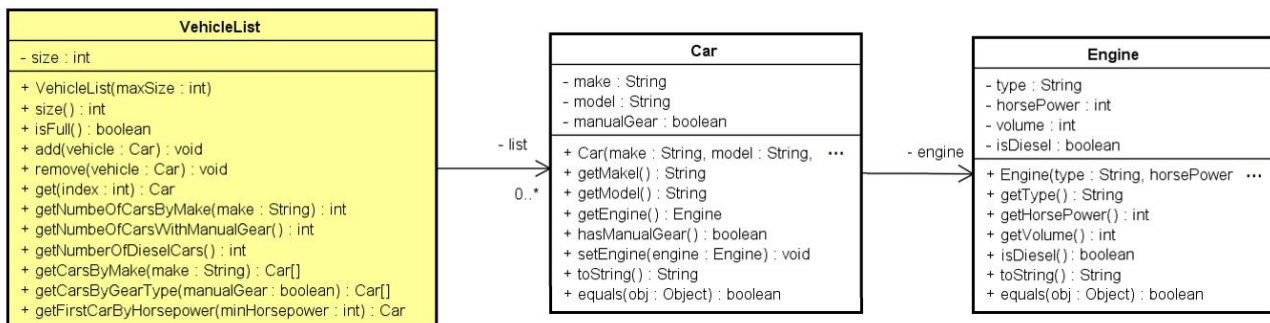 VehicleList
- size : int
+ VehicleList(maxSize : int)
+ size() : int
+ isFull() : boolean
+ add(vehicle : Car) : void
+ remove(vehicle : Car) : void
+ get(index : int) : Car
+ getNumbeOfCarsByMake(make : String) : int
+ getNumbeOfCarsWithManualGear() : int
+ getNumberOfDieselCars() : int
+ getCarsByMake(make : String) : Car[]
+ getCarsByGearType(manualGear : boolean) : Car[]
+ getFirstCarByHorsepower(minHorsepower : int) : Car
- list
0..*
Car
- make : String
- model : String
- manualGear : boolean
+ Car(make : String, model : String, ...
+ getMakel() : String
+ getModel() : String
+ getEngine() : Engine
+ hasManualGear() : boolean
+ setEngine(engine : Engine) : void
+ toString() : String
+ equals(obj : Object) : boolean
- engine
Engine
- type : String
- horsePower : int
- volume : int
- isDiesel : boolean
+ Engine(type : String, horsePower ...
+ getType() : String
+ getHorsePower() : int
+ getVolume() : int
+ isDiesel() : boolean
+ toString() : String
+ equals(obj : Object) : boolean